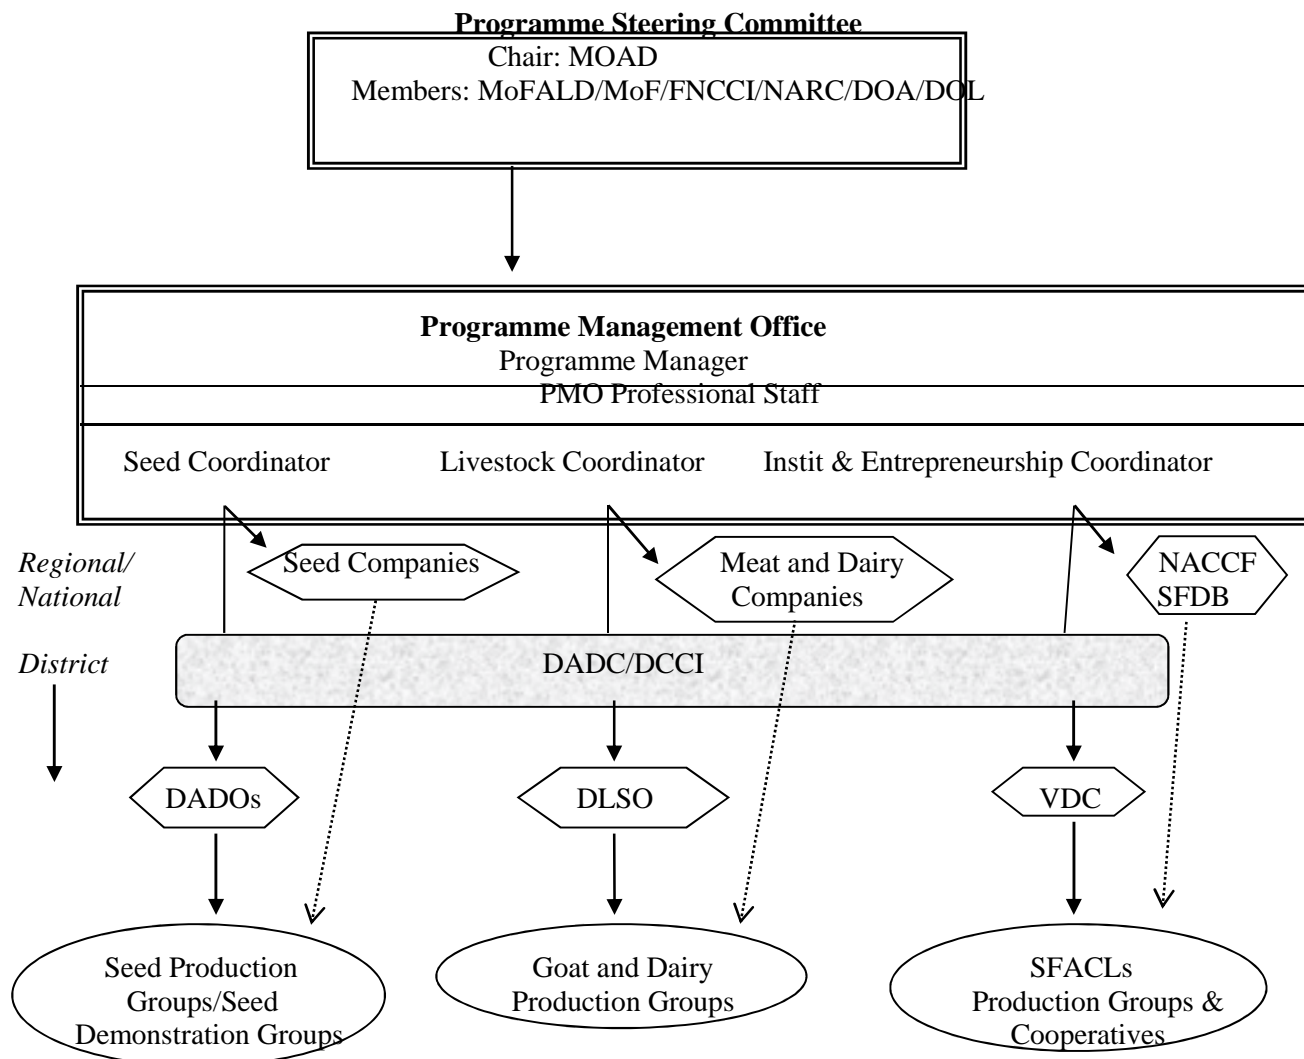 Programme Steering Committee
Chair: MOAD
Members: MoFALD/MoF/FNCCI/NARC/DOA/DOL
Programme Management Office
Programme Manager
PMO Professional Staff
Seed Coordinator
Livestock Coordinator
Instit & Entrepreneurship Coordinator
Regional/
National
Seed Companies
Meat and Dairy
Companies
NACCF
SFDB
District
DADC/DCCI
DADOs
DLSO
VDC
Seed Production
Groups/Seed
Demonstration Groups
Goat and Dairy
Production Groups
SFACLs
Production Groups &
Cooperatives